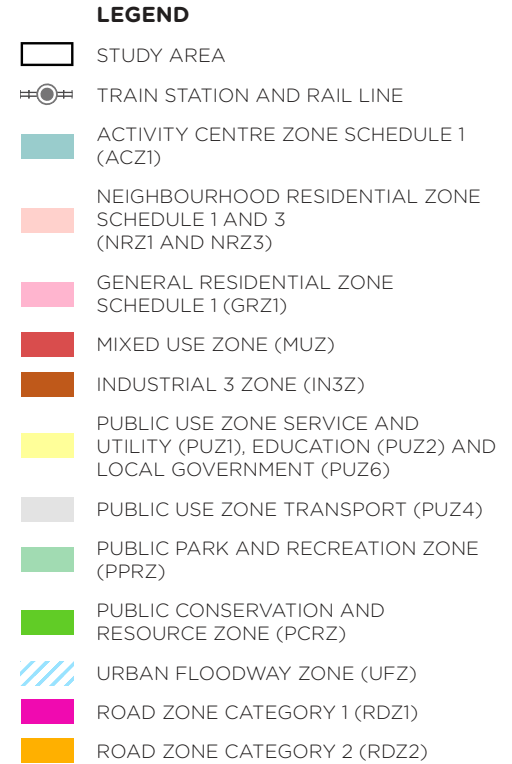 LEGEND
STUDY AREA
TRAIN STATION AND RAIL LINE
ACTIVITY CENTRE ZONE SCHEDULE 1
(ACZ1)
NEIGHBOURHOOD RESIDENTIAL ZONE
SCHEDULE 1 AND 3
(NRZ1 AND NRZ3)
GENERAL RESIDENTIAL ZONE
SCHEDULE 1 (GRZ1)
MIXED USE ZONE (MUZ)
INDUSTRIAL 3 ZONE (IN3Z)
PUBLIC USE ZONE SERVICE AND
UTILITY (PUZ1), EDUCATION (PUZ2) AND
LOCAL GOVERNMENT (PUZ6)
PUBLIC USE ZONE TRANSPORT (PUZ4)
PUBLIC PARK AND RECREATION ZONE
(PPRZ)
PUBLIC CONSERVATION AND
RESOURCE ZONE (PCRZ)
URBAN FLOODWAY ZONE (UFZ)
ROAD ZONE CATEGORY 1 (RDZ1)
ROAD ZONE CATEGORY 2 (RDZ2)